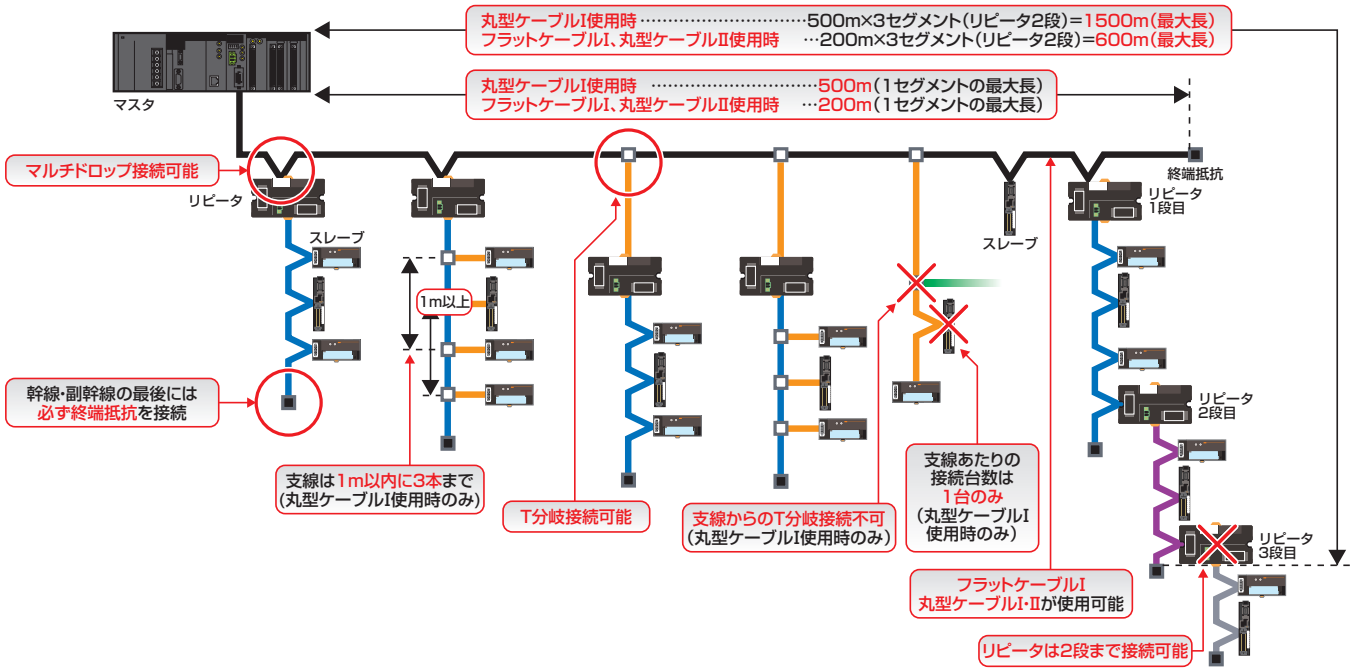 丸型ケーブルI使用時 ……………………500m×3セグメント(リピータ2段)=1500m(最大長)
フラットケーブルI、丸型ケーブルII使用時 …200m×3セグメント(リピータ2段)=600m(最大長)
丸型ケーブルI使用時 ……………………500m(1セグメントの最大長)
フラットケーブルI、丸型ケーブルII使用時 …200m(1セグメントの最大長)
マスタ
マルチドロップ接続可能
終端抵抗
リピータ
リピータ
1段目
スレーブ
スレーブ
1m以上
幹線・副幹線の最後には
必ず終端抵抗を接続
リピータ
2段目
支線は1m以内に3本まで
(丸型ケーブルI使用時のみ)
T分岐接続可能
支線からのT分岐接続不可
(丸型ケーブルI使用時のみ)
支線あたりの
接続台数は
1台のみ
(丸型ケーブルI
使用時のみ)
リピータ
3段目
フラットケーブルI
丸型ケーブルI・IIが使用可能
リピータは2段まで接続可能